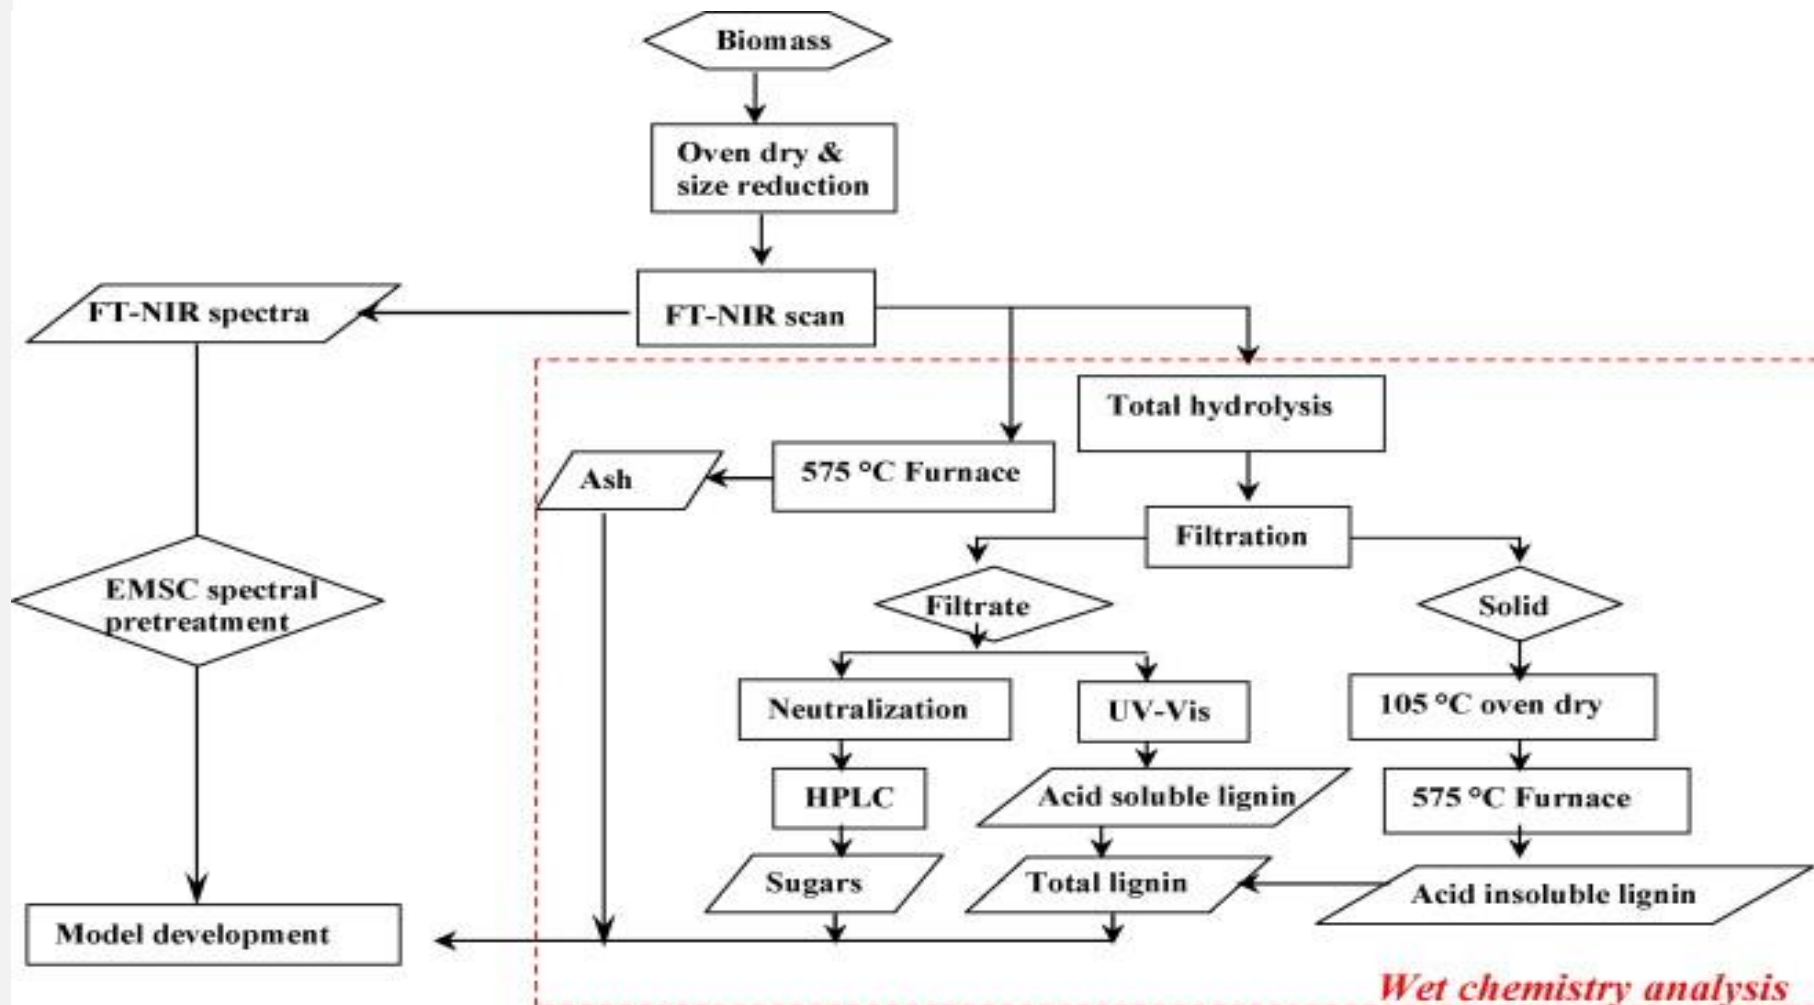 Biomass
Oven dry &
size reduction
FT-NIR spectra
FT-NIR scan
Total hydrolysis
Ash
575 °C Furnace
Filtration
EMSC spectral
pretreatment
Filtrate
Solid
Neutralization
UV-Vis
105 °C oven dry
HPLC
Acid soluble lignin
575 °C Furnace
Sugars
Total lignin
Acid insoluble lignin
Model development
Wet chemistry analysis